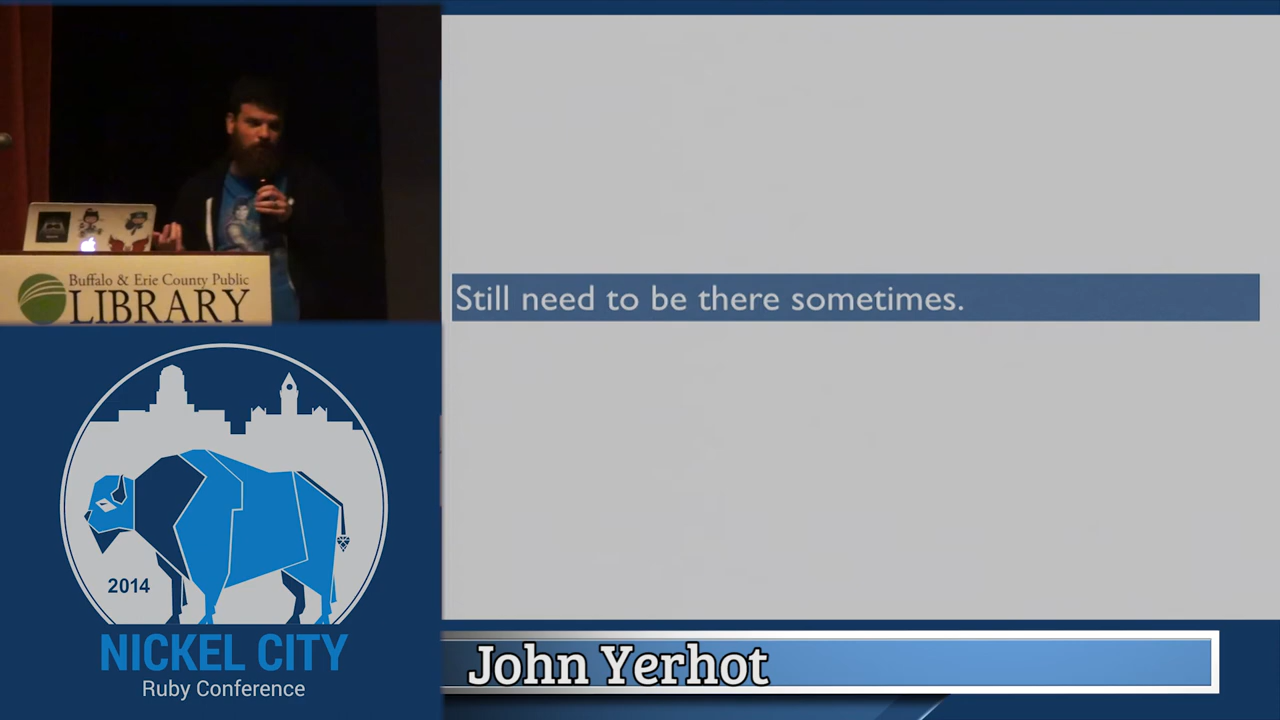 Still need to be there sometimes.
Buffalo & Erie County Public
LIBRARY
2014
NICKEL CITY
Ruby Conference
John Yerhot